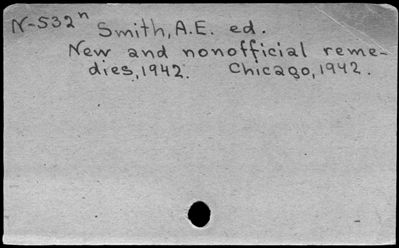 N-532ⁿ Smith, A.E. ed.
New and nonofficial reme-
dies, 1942. Chicago, 1942.